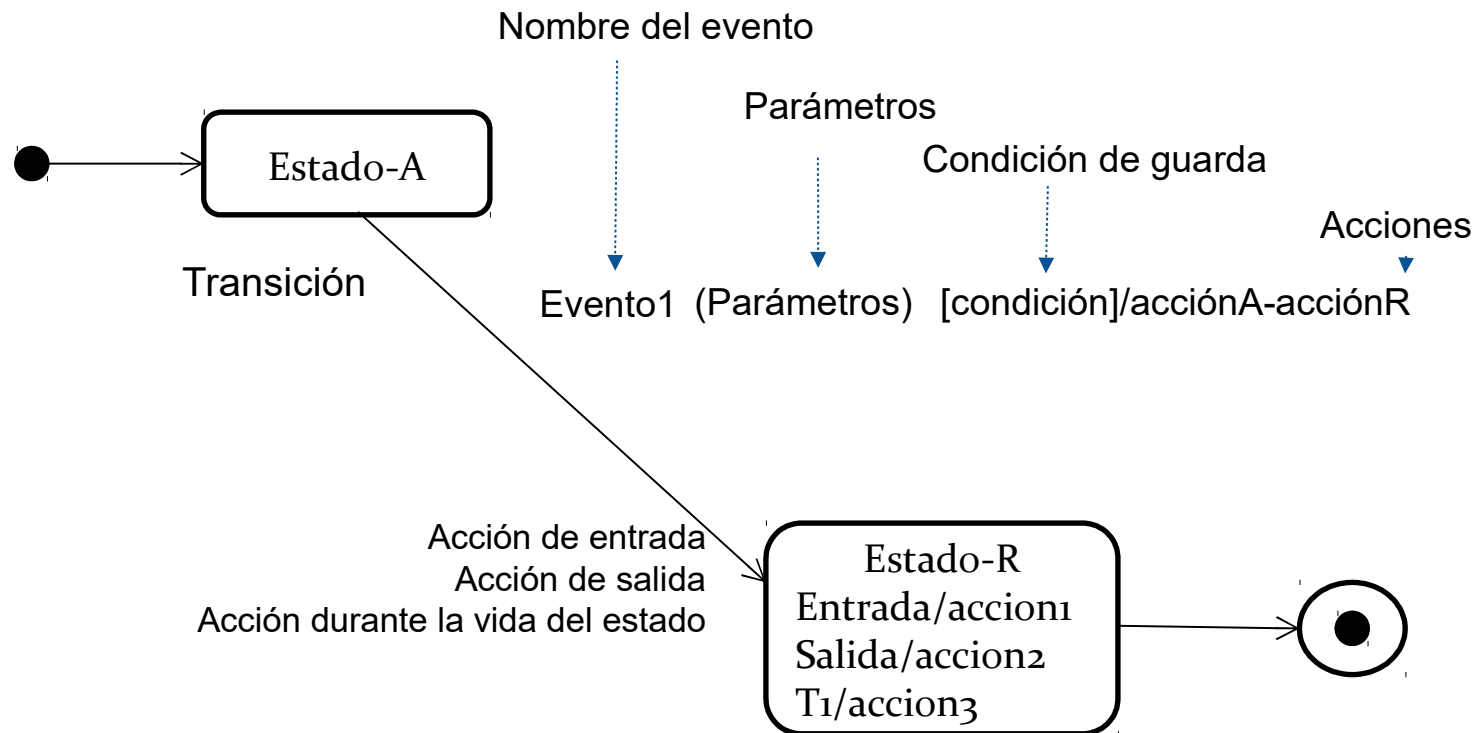 Nombre del evento
Parámetros
Condición de guarda
Acciones
Estado-A
Transición
Evento1 (Parámetros) [condición]/acciónA-acciónR
Acción de entrada
Acción de salida
Acción durante la vida del estado
Estado-R
Entrada/accion1
Salida/accion2
T1/accion3